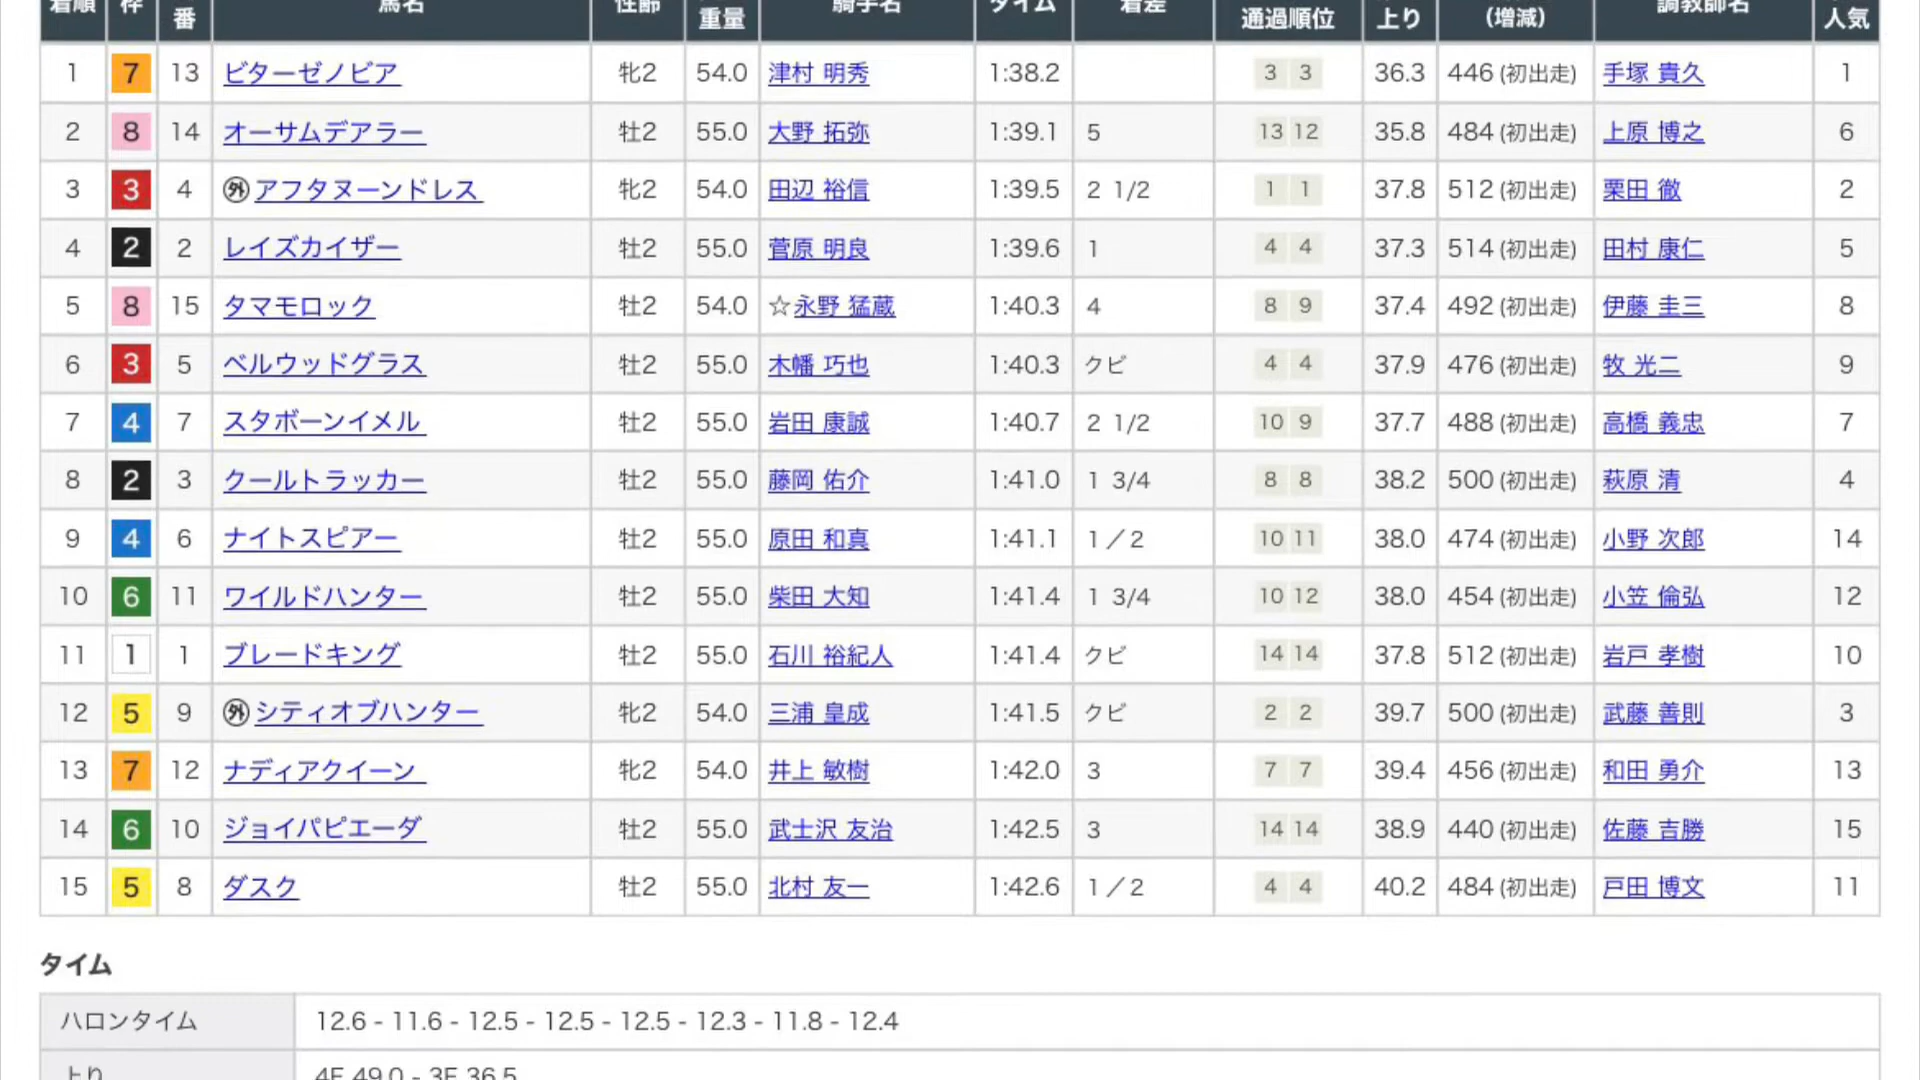 着順 枠 番 馬名 性齢 重量 騎手名 タイム 着差 通過順位 上り (増減) 調教師名 人気
1 7 13 ビターゼノビア 牝2 54.0 津村 明秀 1:38.2 3 3 36.3 446 (初出走) 手塚 貴久 1
2 8 14 オーサムデアラー 牡2 55.0 大野 拓弥 1:39.1 5 13 12 35.8 484 (初出走) 上原 博之 6
3 3 4 外 アフタヌーンドレス 牝2 54.0 田辺 裕信 1:39.5 2 1/2 1 1 37.8 512 (初出走) 栗田 徹 2
4 2 2 レイズカイザー 牡2 55.0 菅原 明良 1:39.6 1 4 4 37.3 514 (初出走) 田村 康仁 5
5 8 15 タマモロック 牡2 54.0 ☆永野 猛蔵 1:40.3 4 8 9 37.4 492 (初出走) 伊藤 圭三 8
6 3 5 ベルウッドグラス 牡2 55.0 木幡 巧也 1:40.3 クビ 4 4 37.9 476 (初出走) 牧 光二 9
7 4 7 スタボーンイメル 牡2 55.0 岩田 康誠 1:40.7 2 1/2 10 9 37.7 488 (初出走) 高橋 義忠 7
8 2 3 クールトラッカー 牡2 55.0 藤岡 佑介 1:41.0 1 3/4 8 8 38.2 500 (初出走) 萩原 清 4
9 4 6 ナイトスピアー 牡2 55.0 原田 和真 1:41.1 1／2 10 11 38.0 474 (初出走) 小野 次郎 14
10 6 11 ワイルドハンター 牡2 55.0 柴田 大知 1:41.4 1 3/4 10 12 38.0 454 (初出走) 小笠 倫弘 12
11 1 1 ブレードキング 牡2 55.0 石川 裕紀人 1:41.4 クビ 14 14 37.8 512 (初出走) 岩戸 孝樹 10
12 5 9 外 シティオブハンター 牝2 54.0 三浦 皇成 1:41.5 クビ 2 2 39.7 500 (初出走) 武藤 善則 3
13 7 12 ナディアクイーン 牝2 54.0 井上 敏樹 1:42.0 3 7 7 39.4 456 (初出走) 和田 勇介 13
14 6 10 ジョイパピエーダ 牡2 55.0 武士沢 友治 1:42.5 3 14 14 38.9 440 (初出走) 佐藤 吉勝 15
15 5 8 ダスク 牡2 55.0 北村 友一 1:42.6 1／2 4 4 40.2 484 (初出走) 戸田 博文 11
タイム
ハロンタイム 12.6 - 11.6 - 12.5 - 12.5 - 12.5 - 12.3 - 11.8 - 12.4
上り 4F 49.0 - 3F 36.5